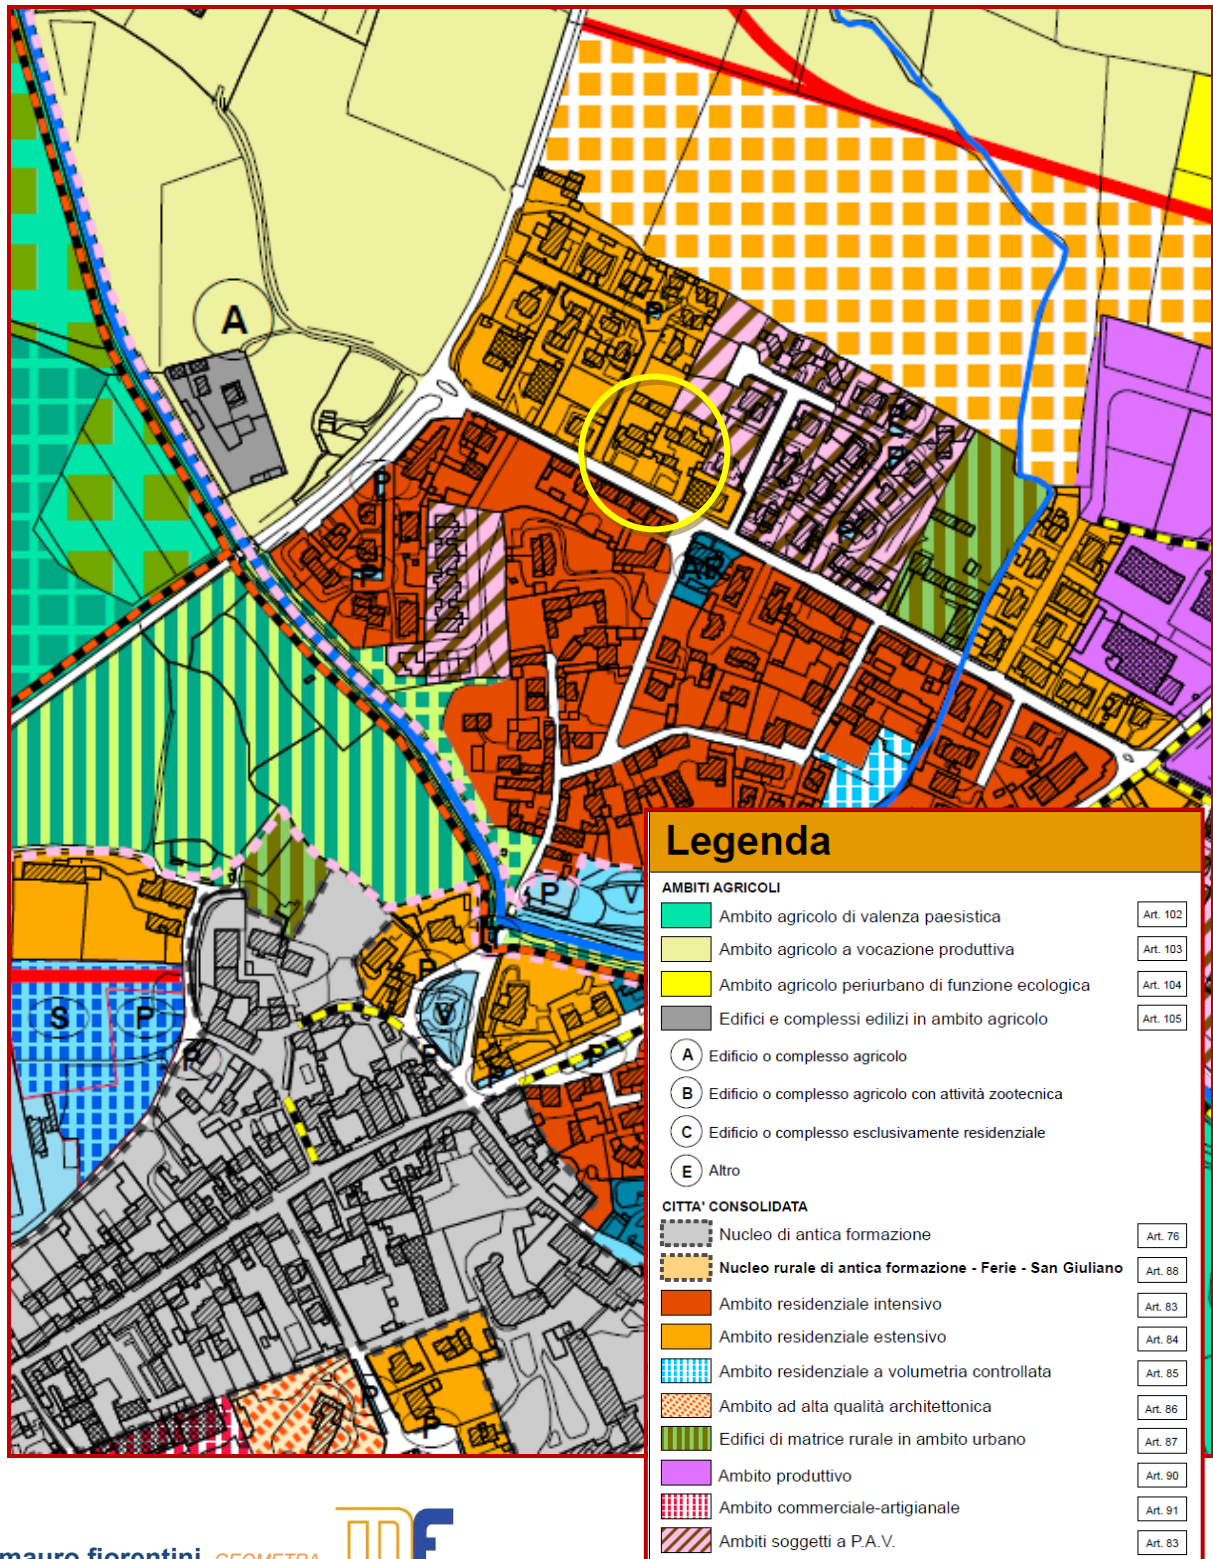 A
P
P
P
AR
P
V
S
P
P
P
V
P
P
P
P
P
P
Legenda
AMBITI AGRICOLI
Ambito agricolo di valenza paesistica Art. 102
Ambito agricolo a vocazione produttiva Art. 103
Ambito agricolo periurbano di funzione ecologica Art. 104
Edifici e complessi edilizi in ambito agricolo Art. 105
A Edificio o complesso agricolo
B Edificio o complesso agricolo con attività zootecnica
C Edificio o complesso esclusivamente residenziale
E Altro
CITTA' CONSOLIDATA
Nucleo di antica formazione Art. 76
Nucleo rurale di antica formazione - Ferie - San Giuliano Art. 88
Ambito residenziale intensivo Art. 83
Ambito residenziale estensivo Art. 84
Ambito residenziale a volumetria controllata Art. 85
Ambito ad alta qualità architettonica Art. 86
Edifici di matrice rurale in ambito urbano Art. 87
Ambito produttivo Art. 90
Ambito commerciale-artigianale Art. 91
Ambiti soggetti a P.A.V. Art. 83
mauro fiorentini GEOMETRA